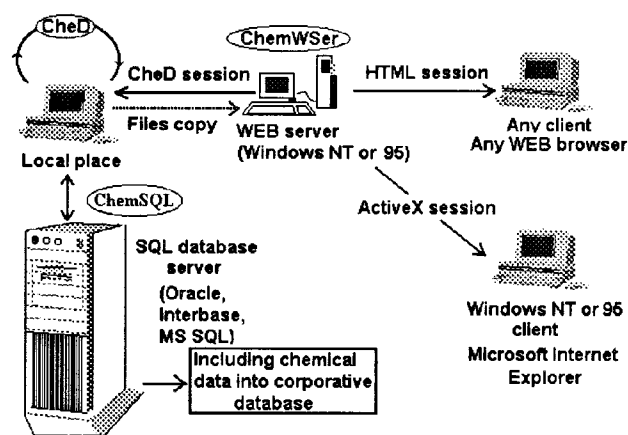 CheD
ChemWSer
CheD session
HTML session
Files copy
WEB server
(Windows NT or 95)
Any client
Any WEB browser
Local place
ChemSQL
ActiveX session
SQL database
server
(Oracle,
Interbase,
MS SQL)
Windows NT or 95
client
Microsoft Internet
Explorer
Including chemical
data into corporative
database